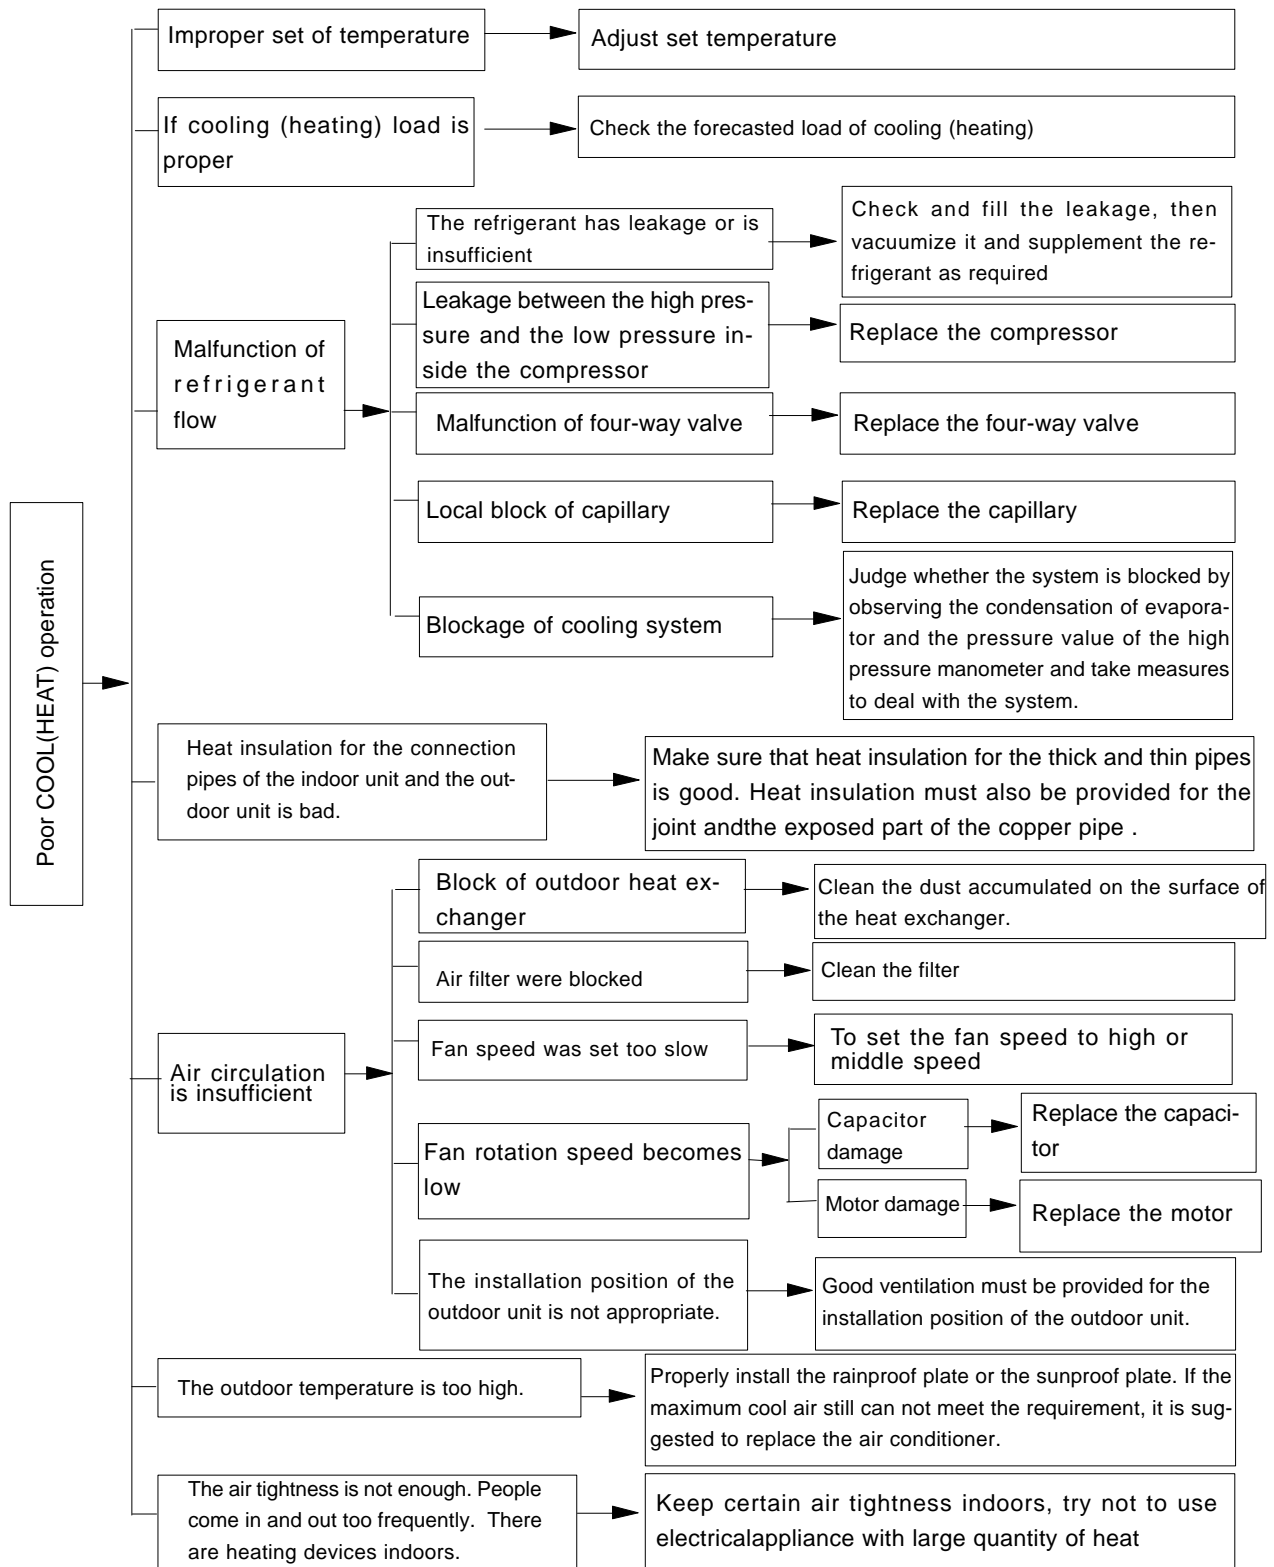 Poor COOL(HEAT) operation
Improper set of temperature
Adjust set temperature
If cooling (heating) load is
proper
Check the forecasted load of cooling (heating)
Malfunction of
refrigerant
flow
The refrigerant has leakage or is
insufficient
Check and fill the leakage, then
vacuumize it and supplement the re-
frigerant as required
Leakage between the high pres-
sure and the low pressure in-
side the compressor
Replace the compressor
Malfunction of four-way valve
Replace the four-way valve
Local block of capillary
Replace the capillary
Blockage of cooling system
Judge whether the system is blocked by
observing the condensation of evapora-
tor and the pressure value of the high
pressure manometer and take measures
to deal with the system.
Heat insulation for the connection
pipes of the indoor unit and the out-
door unit is bad.
Make sure that heat insulation for the thick and thin pipes
is good. Heat insulation must also be provided for the
joint andthe exposed part of the copper pipe .
Air circulation
is insufficient
Block of outdoor heat ex-
changer
Clean the dust accumulated on the surface of
the heat exchanger.
Air filter were blocked
Clean the filter
Fan speed was set too slow
To set the fan speed to high or
middle speed
Fan rotation speed becomes
low
Capacitor
damage
Replace the capaci-
tor
Motor damage
Replace the motor
The installation position of the
outdoor unit is not appropriate.
Good ventilation must be provided for the
installation position of the outdoor unit.
The outdoor temperature is too high.
Properly install the rainproof plate or the sunproof plate. If the
maximum cool air still can not meet the requirement, it is sug-
gested to replace the air conditioner.
The air tightness is not enough. People
come in and out too frequently. There
are heating devices indoors.
Keep certain air tightness indoors, try not to use
electricalappliance with large quantity of heat